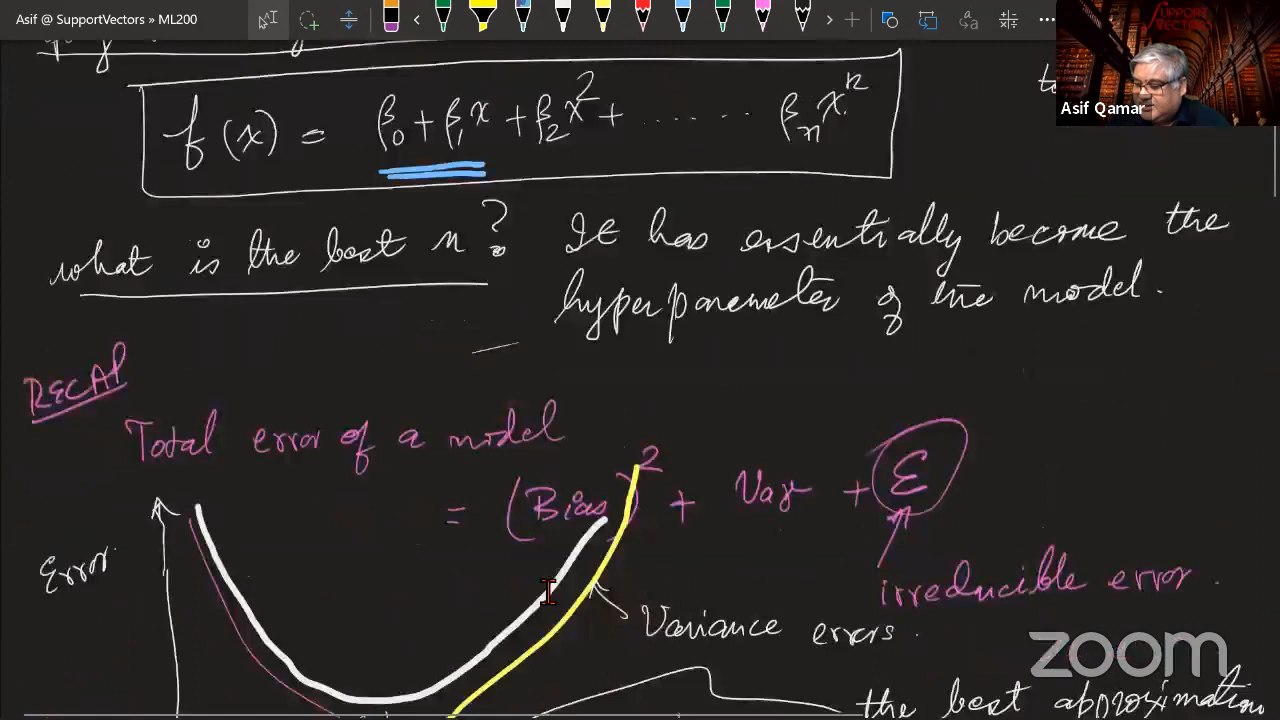 Asif @ SupportVectors » ML200
SUPPORT
VECTORS
Asif Qamar
f(x) = β₀ + β₁x + β₂x² + ...... βₙxⁿ
what is the best n? It has essentially become the
hyperparameter of the model.
RECAP
Total error of a model
= (Bias)² + Var + ε
Error
irreducible error.
Variance errors.
zoom
the best approximation